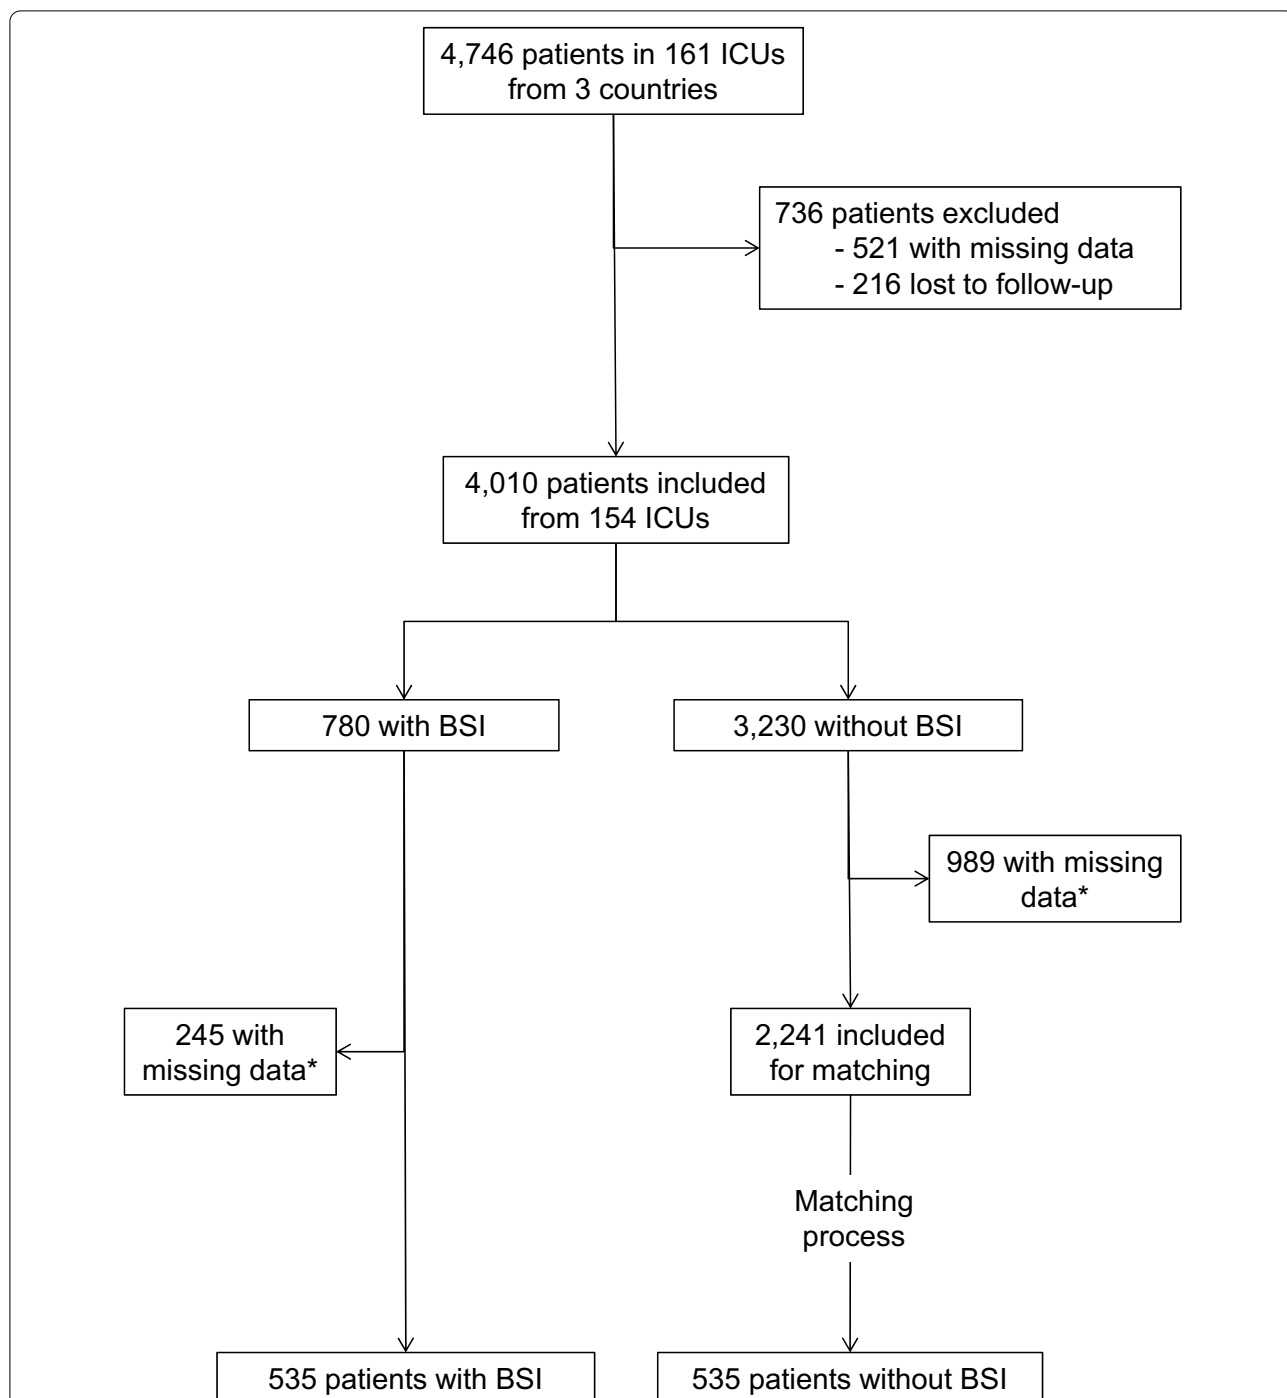 4,746 patients in 161 ICUs
from 3 countries
736 patients excluded
- 521 with missing data
- 216 lost to follow-up
4,010 patients included
from 154 ICUs
780 with BSI
3,230 without BSI
989 with missing
data*
245 with
missing data*
2,241 included
for matching
Matching
process
535 patients with BSI
535 patients without BSI